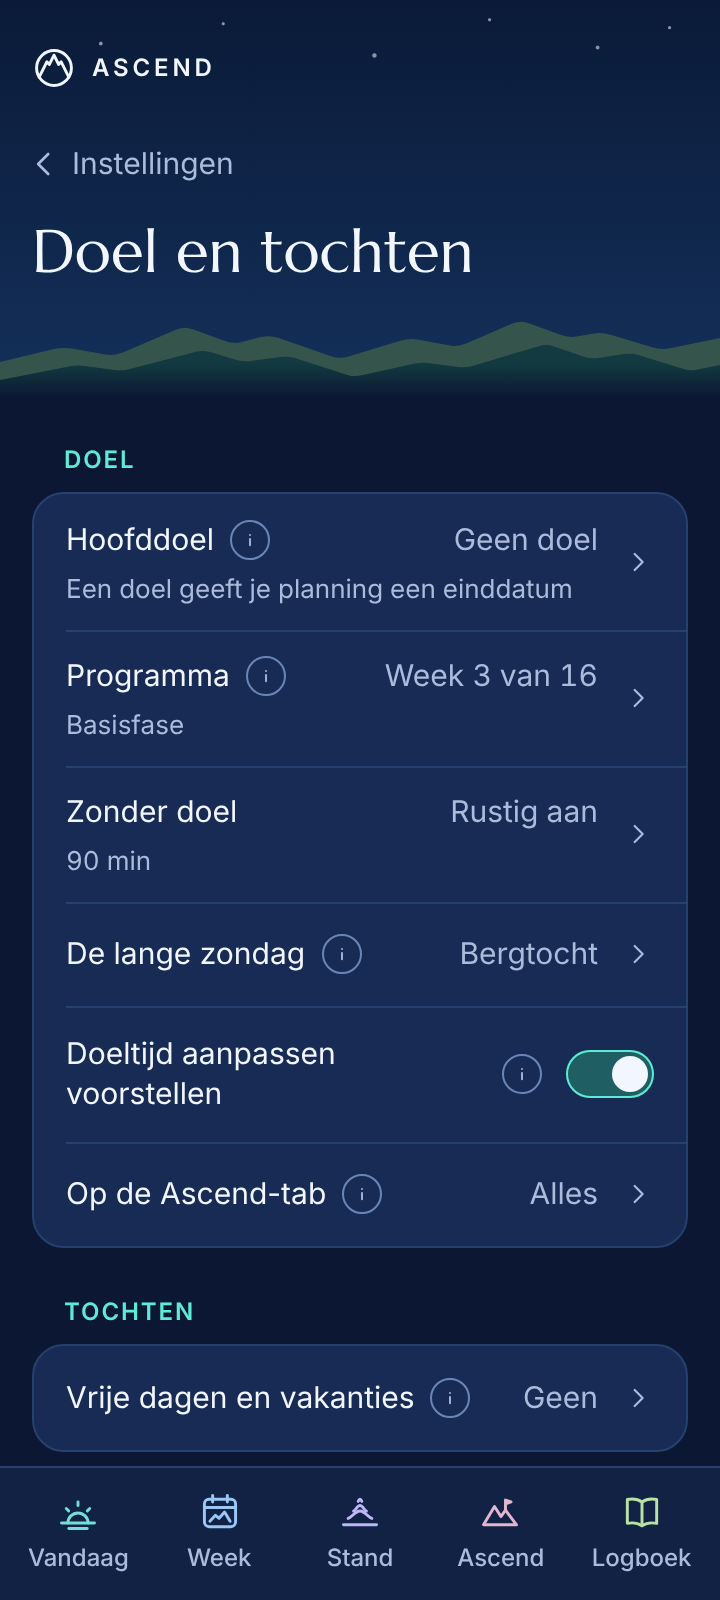 ASCEND
Instellingen
Doel en tochten
DOEL
Hoofddoel i Geen doel
Een doel geeft je planning een einddatum
Programma i Week 3 van 16
Basisfase
Zonder doel Rustig aan
90 min
De lange zondag i Bergtocht
Doeltijd aanpassen
voorstellen i
Op de Ascend-tab i Alles
TOCHTEN
Vrije dagen en vakanties i Geen
Vandaag Week Stand Ascend Logboek